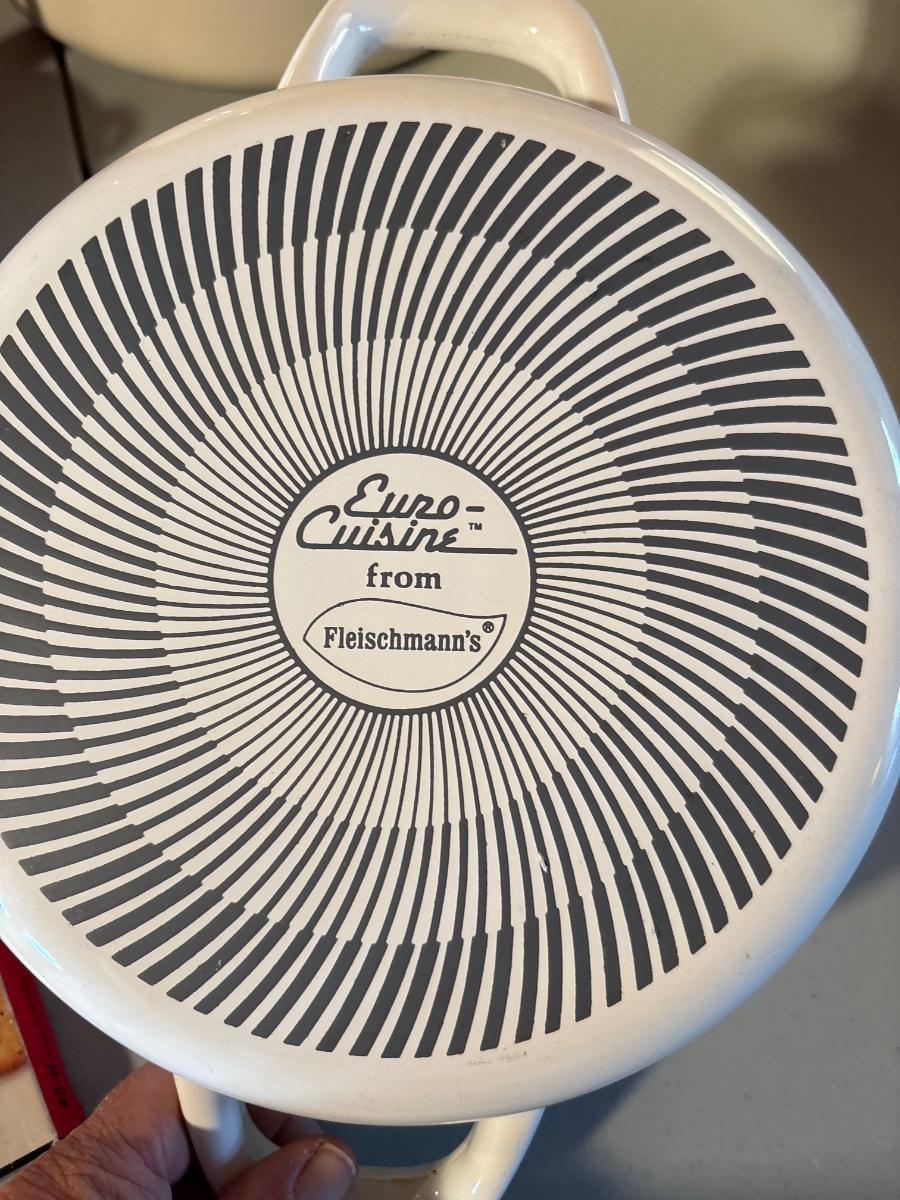 Euro-
Cuisine™
from
Fleischmann's®